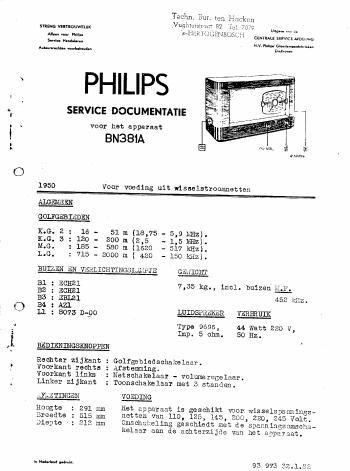 STRENG VERTROUWELIJK
Alleen voor Philips
Service Handelaren
Auteursrechten voorbehouden
Techn. Bur. ten Hacken
Vughterstraat 82 Tel. 7079
's-HERTOGENBOSCH
Uitgave van de
CENTRALE SERVICE AFDELING
N.V. Philips' Gloeilampenfabrieken
Eindhoven
PHILIPS
SERVICE DOCUMENTATIE
voor het apparaat
BN381A
1950 Voor voeding uit wisselstroomnetten
ALGEMEEN
GOLFGEBIEDEN
K.G. 2 : 16 - 51 m (18,75 - 5,9 MHz).
K.G. 3 : 120 - 200 m (2,5 - 1,5 MHz).
M.G. : 185 - 580 m (1620 - 517 kHz).
L.G. : 715 - 2000 m ( 420 - 150 kHz).
BUIZEN EN VERLICHTINGSLAMPJE GEWICHT
B1 : ECH21 7,35 kg., incl. buizen M.F.
B2 : ECH21 452 kHz.
B3 : EBL21
B4 : AZ1 LUIDSPREKER VERBRUIK
L1 : 8073 D-00
Type 9696, 44 Watt 220 V,
Imp. 5 ohm. 50 Hz.
BEDIENINGSKNOPPEN
Rechter zijkant : Golfgebiedschakelaar.
Voorkant rechts : Afstemming.
Voorkant links : Netschakelaar - volumeregelaar.
Linker zijkant : Toonschakelaar met 3 standen.
AFMETINGEN VOEDING
Hoogte : 291 mm Het apparaat is geschikt voor wisselspannings-
Breedte : 515 mm netten van 110, 125, 145, 200, 220, 245 Volt.
Diepte : 212 mm Omschakeling geschiedt met de spanningsomscha-
kelaar aan de achterzijde van het apparaat.
In Nederland gedrukt.
93 973 32.1.22